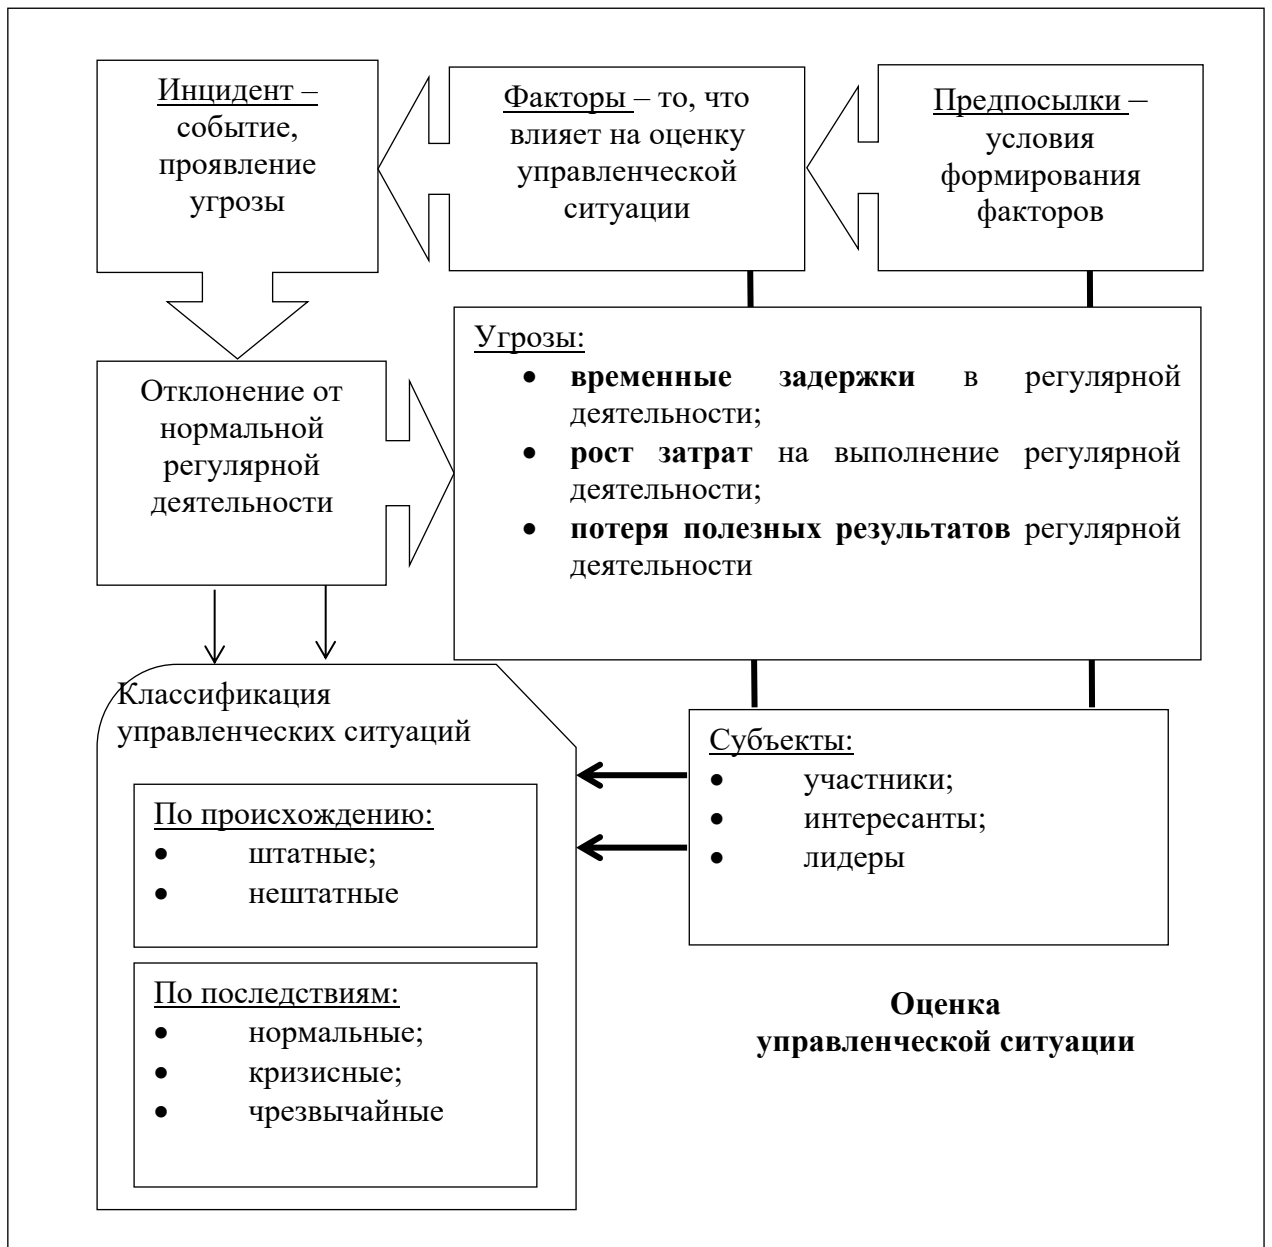 Инцидент –
событие,
проявление
угрозы
Факторы – то, что
влияет на оценку
управленческой
ситуации
Предпосылки –
условия
формирования
факторов
Отклонение от
нормальной
регулярной
деятельности
Угрозы:
• временные задержки в регулярной
деятельности;
• рост затрат на выполнение регулярной
деятельности;
• потеря полезных результатов регулярной
деятельности
Классификация
управленческих ситуаций
По происхождению:
• штатные;
• нештатные
По последствиям:
• нормальные;
• кризисные;
• чрезвычайные
Субъекты:
• участники;
• интересанты;
• лидеры
Оценка
управленческой ситуации